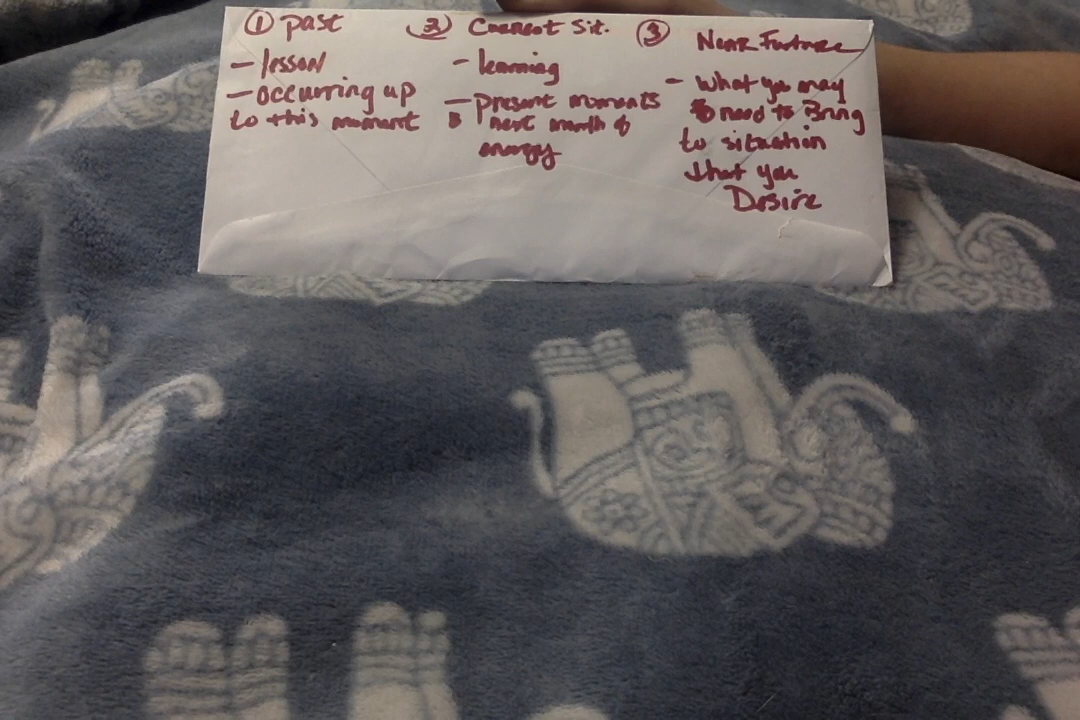 ① past
- lesson
- occurring up
to this moment
② Current Sit.
- learning
- present moments
next month of
energy
③ Near Future
- what you may
need to Bring
to situation
that you
Desire